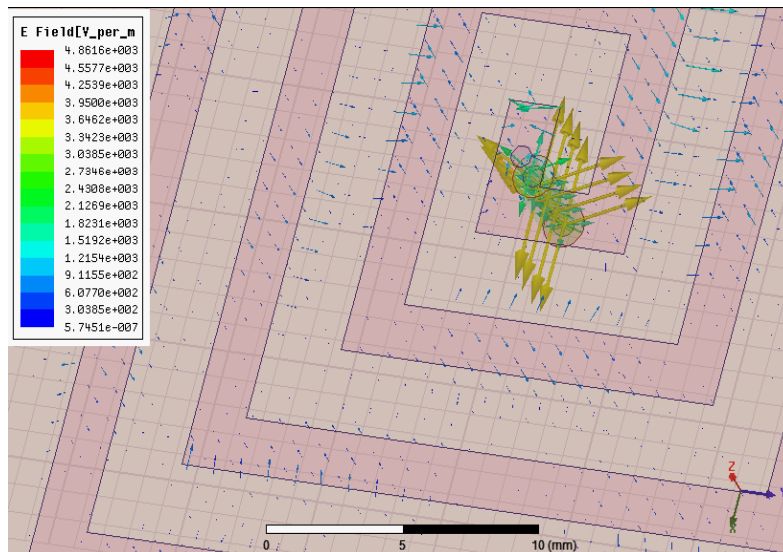 E Field[V_per_m
4.8616e+003
4.5577e+003
4.2539e+003
3.9500e+003
3.6462e+003
3.3423e+003
3.0385e+003
2.7346e+003
2.4308e+003
2.1269e+003
1.8231e+003
1.5192e+003
1.2154e+003
9.1155e+002
6.0770e+002
3.0385e+002
5.7451e-007
Z
0
5
10 (mm)